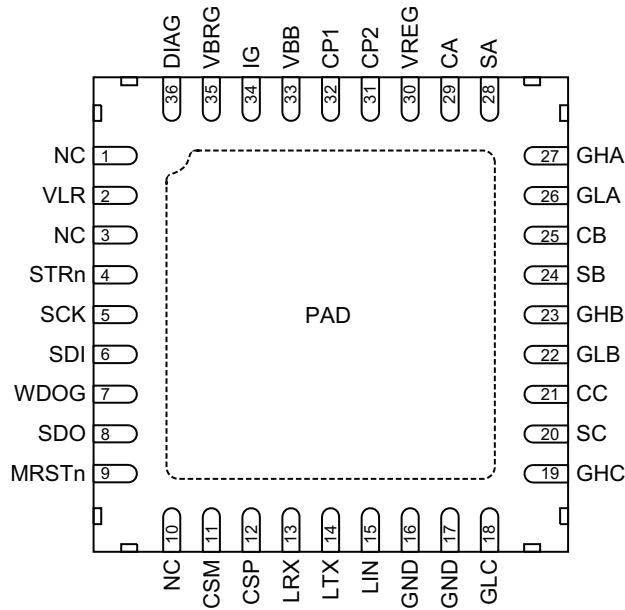 DIAG
VBRG
IG
VBB
CP1
CP2
VREG
CA
SA
36
35
34
33
32
31
30
29
28
NC 1
VLR 2
NC 3
STRn 4
SCK 5
SDI 6
WDOG 7
SDO 8
MRSTn 9
PAD
27 GHA
26 GLA
25 CB
24 SB
23 GHB
22 GLB
21 CC
20 SC
19 GHC
10
11
12
13
14
15
16
17
18
NC
CSM
CSP
LRX
LTX
LIN
GND
GND
GLC